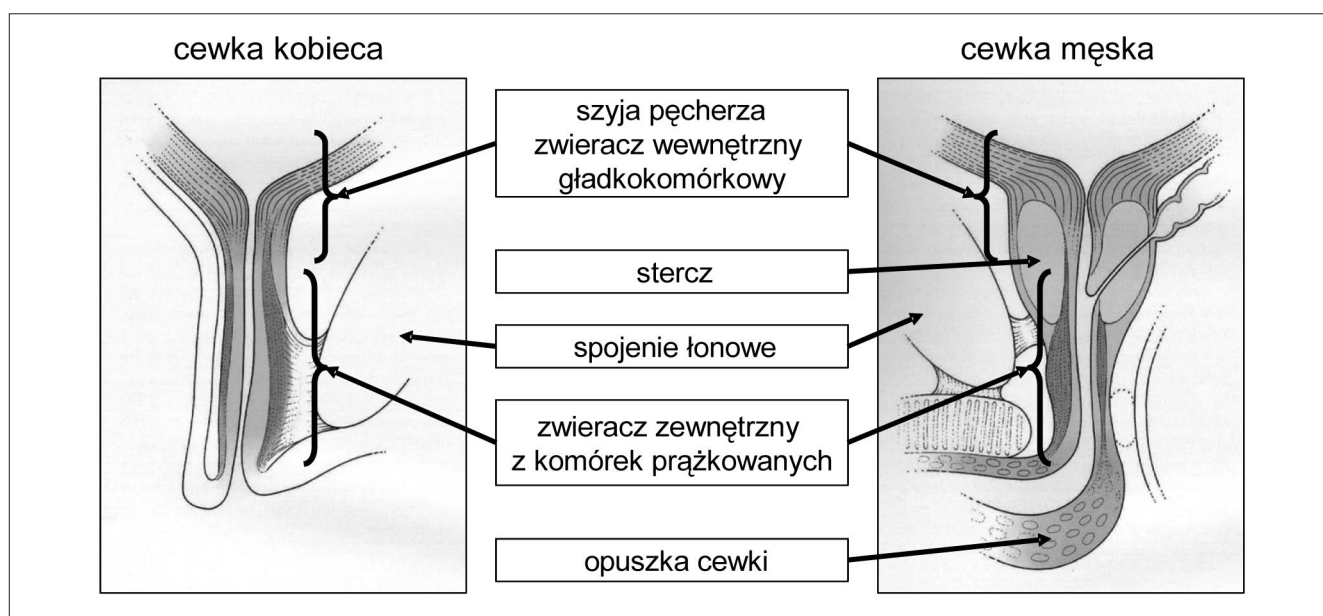 cewka kobieca
cewka męska
szyja pęcherza
zwieracz wewnętrzny
gładkokomórkowy
stercz
spojenie łonowe
zwieracz zewnętrzny
z komórek prążkowanych
opuszka cewki